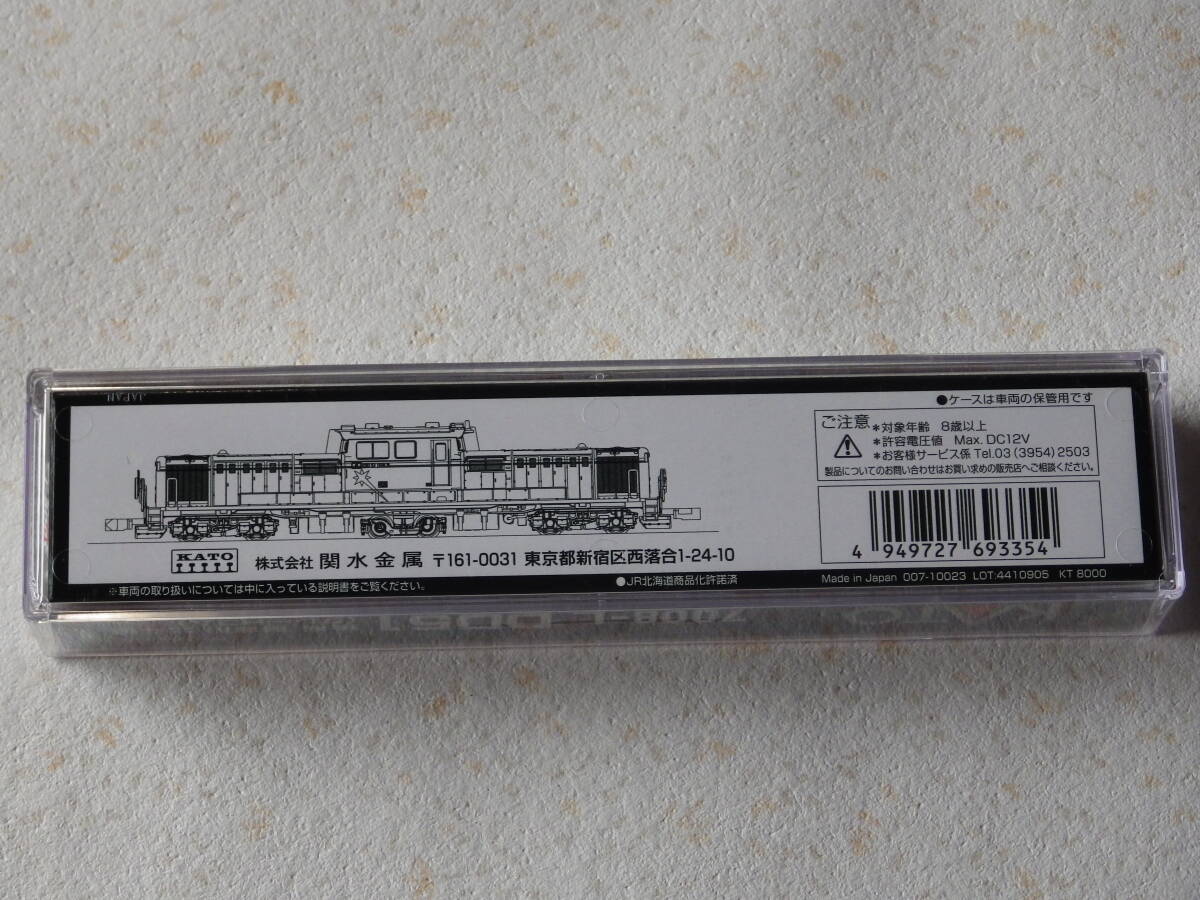 JAPAN
●ケースは車両の保管用です
ご注意
*対象年齢 8歳以上
*許容電圧値 Max. DC12V
*お客様サービス係 Tel.03 (3954) 2503
製品についてのお問い合わせはお買い求めの販売店へご相談ください。
4 949727 693354
KATO 株式会社 関水金属 〒161-0031 東京都新宿区西落合1-24-10
※車両の取り扱いについては中に入っている説明書をご覧ください。
●JR北海道商品化許諾済
Made in Japan 007-10023 LOT:4410905 KT 8000
DD51